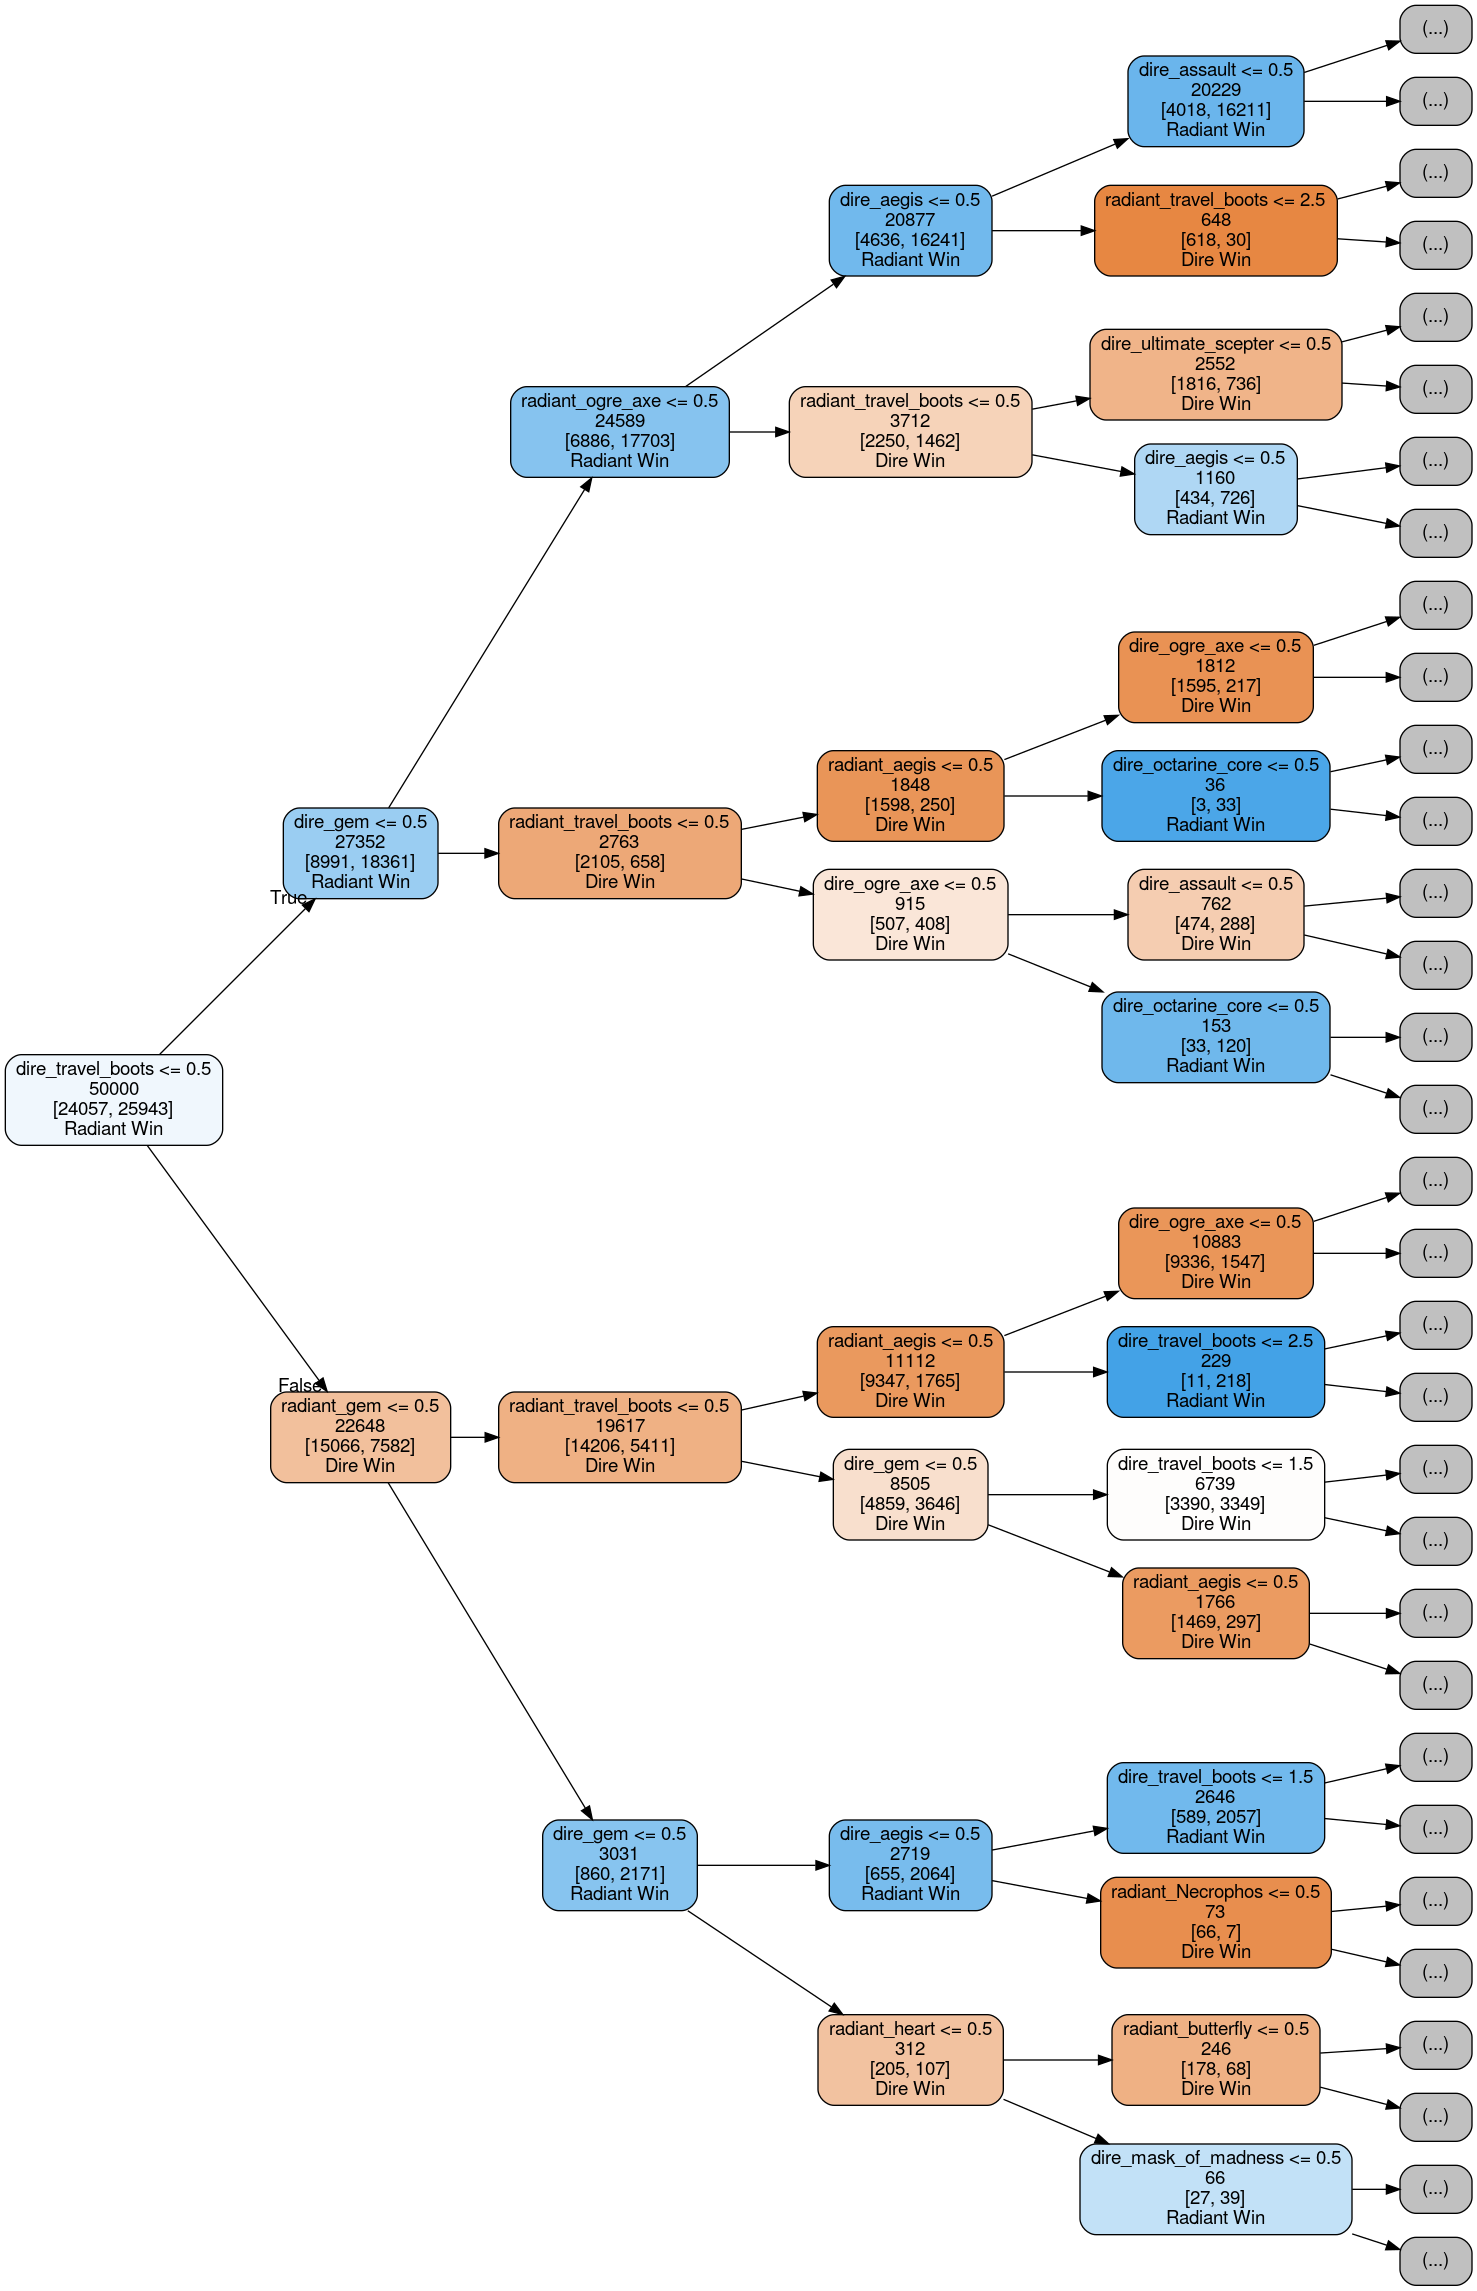 (...)
dire_assault <= 0.5
20229
[4018, 16211]
Radiant Win
(...)
(...)
dire_aegis <= 0.5
20877
[4636, 16241]
Radiant Win
radiant_travel_boots <= 2.5
648
[618, 30]
Dire Win
(...)
(...)
dire_ultimate_scepter <= 0.5
2552
[1816, 736]
Dire Win
(...)
radiant_ogre_axe <= 0.5
24589
[6886, 17703]
Radiant Win
radiant_travel_boots <= 0.5
3712
[2250, 1462]
Dire Win
(...)
dire_aegis <= 0.5
1160
[434, 726]
Radiant Win
(...)
(...)
dire_ogre_axe <= 0.5
1812
[1595, 217]
Dire Win
(...)
(...)
radiant_aegis <= 0.5
1848
[1598, 250]
Dire Win
dire_octarine_core <= 0.5
36
[3, 33]
Radiant Win
(...)
dire_gem <= 0.5
27352
[8991, 18361]
Radiant Win
radiant_travel_boots <= 0.5
2763
[2105, 658]
Dire Win
True
dire_ogre_axe <= 0.5
915
[507, 408]
Dire Win
dire_assault <= 0.5
762
[474, 288]
Dire Win
(...)
(...)
dire_octarine_core <= 0.5
153
[33, 120]
Radiant Win
(...)
(...)
dire_travel_boots <= 0.5
50000
[24057, 25943]
Radiant Win
(...)
dire_ogre_axe <= 0.5
10883
[9336, 1547]
Dire Win
(...)
(...)
radiant_aegis <= 0.5
11112
[9347, 1765]
Dire Win
dire_travel_boots <= 2.5
229
[11, 218]
Radiant Win
(...)
False
radiant_gem <= 0.5
22648
[15066, 7582]
Dire Win
radiant_travel_boots <= 0.5
19617
[14206, 5411]
Dire Win
dire_gem <= 0.5
8505
[4859, 3646]
Dire Win
dire_travel_boots <= 1.5
6739
[3390, 3349]
Dire Win
(...)
(...)
radiant_aegis <= 0.5
1766
[1469, 297]
Dire Win
(...)
(...)
(...)
dire_travel_boots <= 1.5
2646
[589, 2057]
Radiant Win
(...)
dire_gem <= 0.5
3031
[860, 2171]
Radiant Win
dire_aegis <= 0.5
2719
[655, 2064]
Radiant Win
radiant_Necrophos <= 0.5
73
[66, 7]
Dire Win
(...)
(...)
radiant_heart <= 0.5
312
[205, 107]
Dire Win
radiant_butterfly <= 0.5
246
[178, 68]
Dire Win
(...)
(...)
dire_mask_of_madness <= 0.5
66
[27, 39]
Radiant Win
(...)
(...)